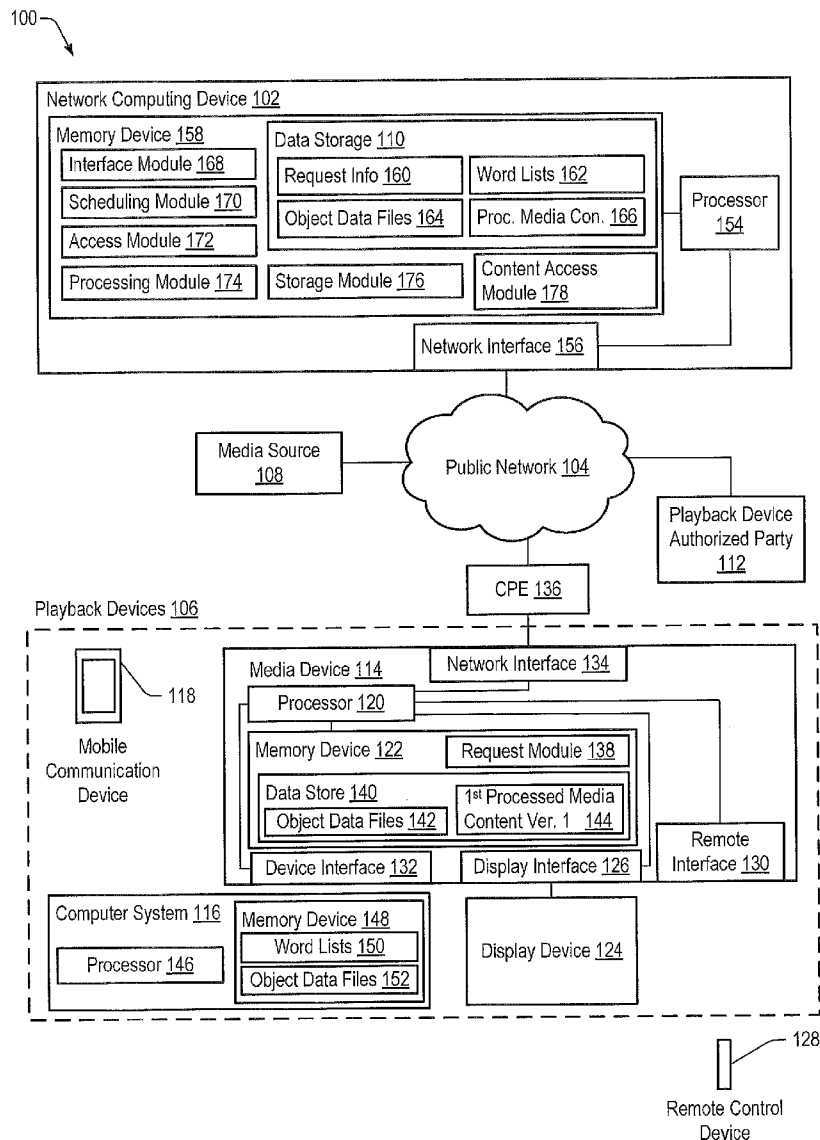 100
Network Computing Device 102
Memory Device 158
Interface Module 168
Scheduling Module 170
Access Module 172
Processing Module 174
Data Storage 110
Request Info 160
Word Lists 162
Object Data Files 164
Proc. Media Con. 166
Storage Module 176
Content Access
Module 178
Processor
154
Network Interface 156
Media Source
108
Public Network 104
Playback Device
Authorized Party
112
CPE 136
Playback Devices 106
118
Mobile
Communication
Device
Media Device 114
Network Interface 134
Processor 120
Memory Device 122
Request Module 138
Data Store 140
Object Data Files 142
1st Processed Media
Content Ver. 1 144
Device Interface 132
Display Interface 126
Remote
Interface 130
Computer System 116
Processor 146
Memory Device 148
Word Lists 150
Object Data Files 152
Display Device 124
128
Remote Control
Device